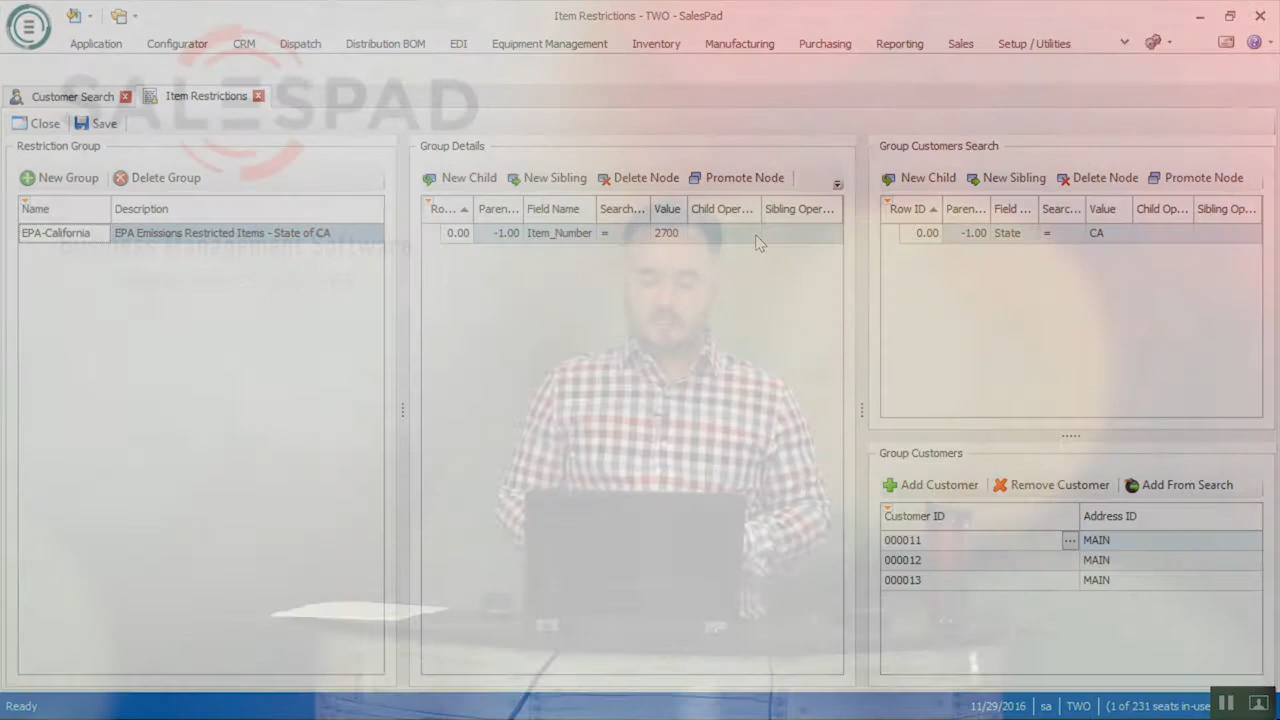 Item Restrictions - TWO - SalesPad
Application Configurator CRM Dispatch Distribution BOM EDI Equipment Management Inventory Manufacturing Purchasing Reporting Sales Setup / Utilities
SALESPAD
Customer Search Item Restrictions
Close Save
Restriction Group
New Group Delete Group
Name Description
EPA-California EPA Emissions Restricted Items - State of CA
Business Management Software
Group Details
New Child New Sibling Delete Node Promote Node
Ro... Paren... Field Name Search... Value Child Oper... Sibling Oper...
0.00 -1.00 Item_Number = 2700
Group Customers Search
New Child New Sibling Delete Node Promote Node
Row ID Paren... Field ... Searc... Value Child Op... Sibling Op...
0.00 -1.00 State = CA
Group Customers
Add Customer Remove Customer Add From Search
Customer ID Address ID
000011 ... MAIN
000012 MAIN
000013 MAIN
Ready 11/29/2016 sa TWO (1 of 231 seats in-use